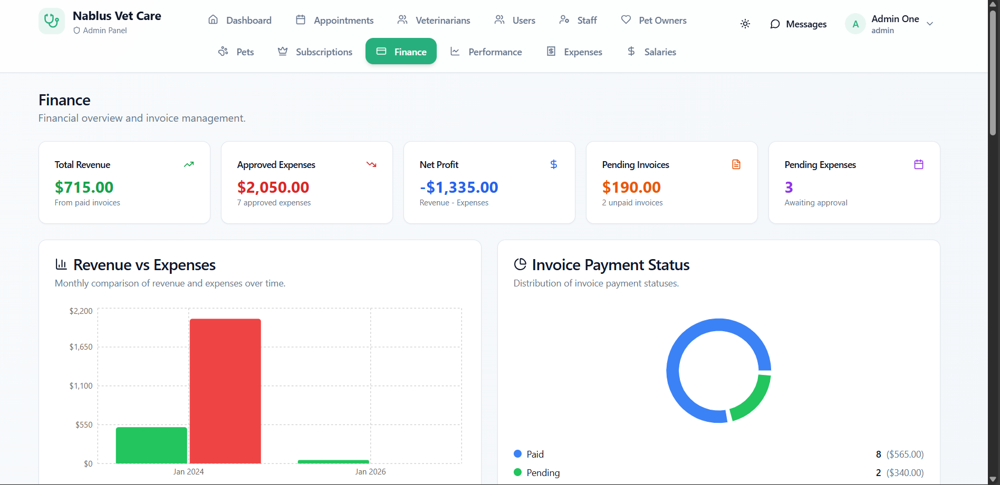 Nablus Vet Care
Admin Panel
Dashboard
Appointments
Veterinarians
Users
Staff
Pet Owners
Pets
Subscriptions
Finance
Performance
Expenses
Salaries
Messages
A
Admin One
admin
Finance
Financial overview and invoice management.
Total Revenue
$715.00
From paid invoices
Approved Expenses
$2,050.00
7 approved expenses
Net Profit
-$1,335.00
Revenue - Expenses
Pending Invoices
$190.00
2 unpaid invoices
Pending Expenses
3
Awaiting approval
Revenue vs Expenses
Monthly comparison of revenue and expenses over time.
$2,200
$1,650
$1,100
$550
$0
Jan 2024
Jan 2026
Invoice Payment Status
Distribution of invoice payment statuses.
Paid 8 ($565.00)
Pending 2 ($340.00)